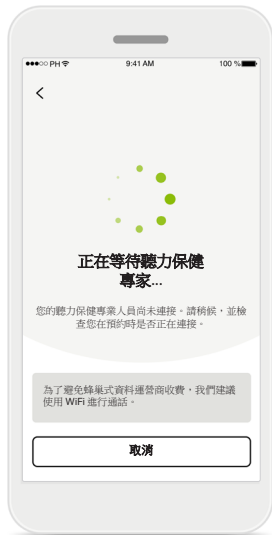 PH 9:41 AM 100 %
正在等待聽力保健
專家...
您的聽力保健專業人員尚未連接。請稍候，並檢
查您在預約時是否正在連接。
為了避免蜂巢式資料運營商收費，我們建議
使用 WiFi 進行通話。
取消